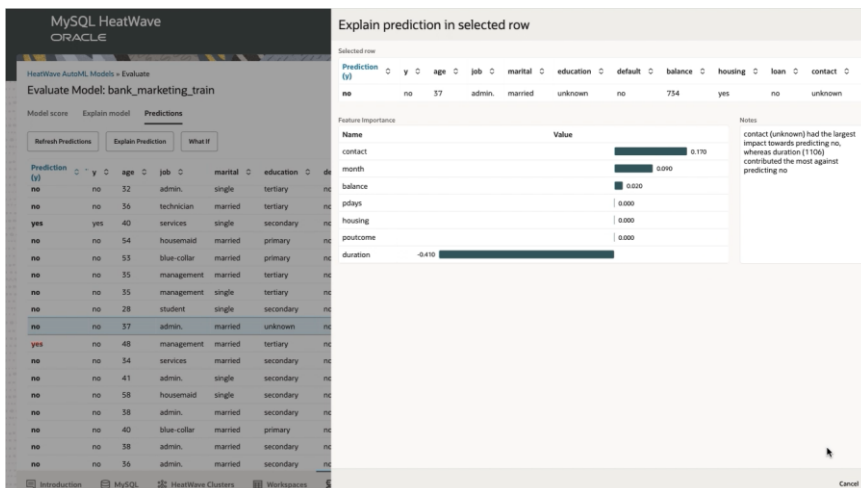 MySQL HeatWave
ORACLE
HeatWave AutoML Models > Evaluate
Evaluate Model: bank_marketing_train
Model score Explain model Predictions
Refresh Predictions Explain Prediction What If
Prediction (y) y age job marital education
no no 32 admin. single tertiary
no no 36 technician married tertiary
yes yes 40 services single secondary
no no 54 housemaid married primary
no no 53 blue-collar married primary
no no 35 management married tertiary
no no 35 management single tertiary
no no 28 student single secondary
no no 37 admin. married unknown
yes no 48 management married tertiary
no no 34 services married secondary
no no 41 admin. single secondary
no no 58 housemaid single secondary
no no 38 admin. married secondary
no no 40 blue-collar married primary
no no 38 admin. married secondary
no no 36 admin. married secondary
Introduction MySQL HeatWave Clusters Workspaces
Explain prediction in selected row
Selected row
Prediction (y) y age job marital education default balance housing loan contact
no no 37 admin. married unknown no 734 yes no unknown
Feature Importance
Name Value
contact 0.170
month 0.090
balance 0.020
pdays 0.000
housing 0.000
poutcome 0.000
duration -0.410
Notes
contact (unknown) had the largest
impact towards predicting no,
whereas duration (1106)
contributed the most against
predicting no
Cancel